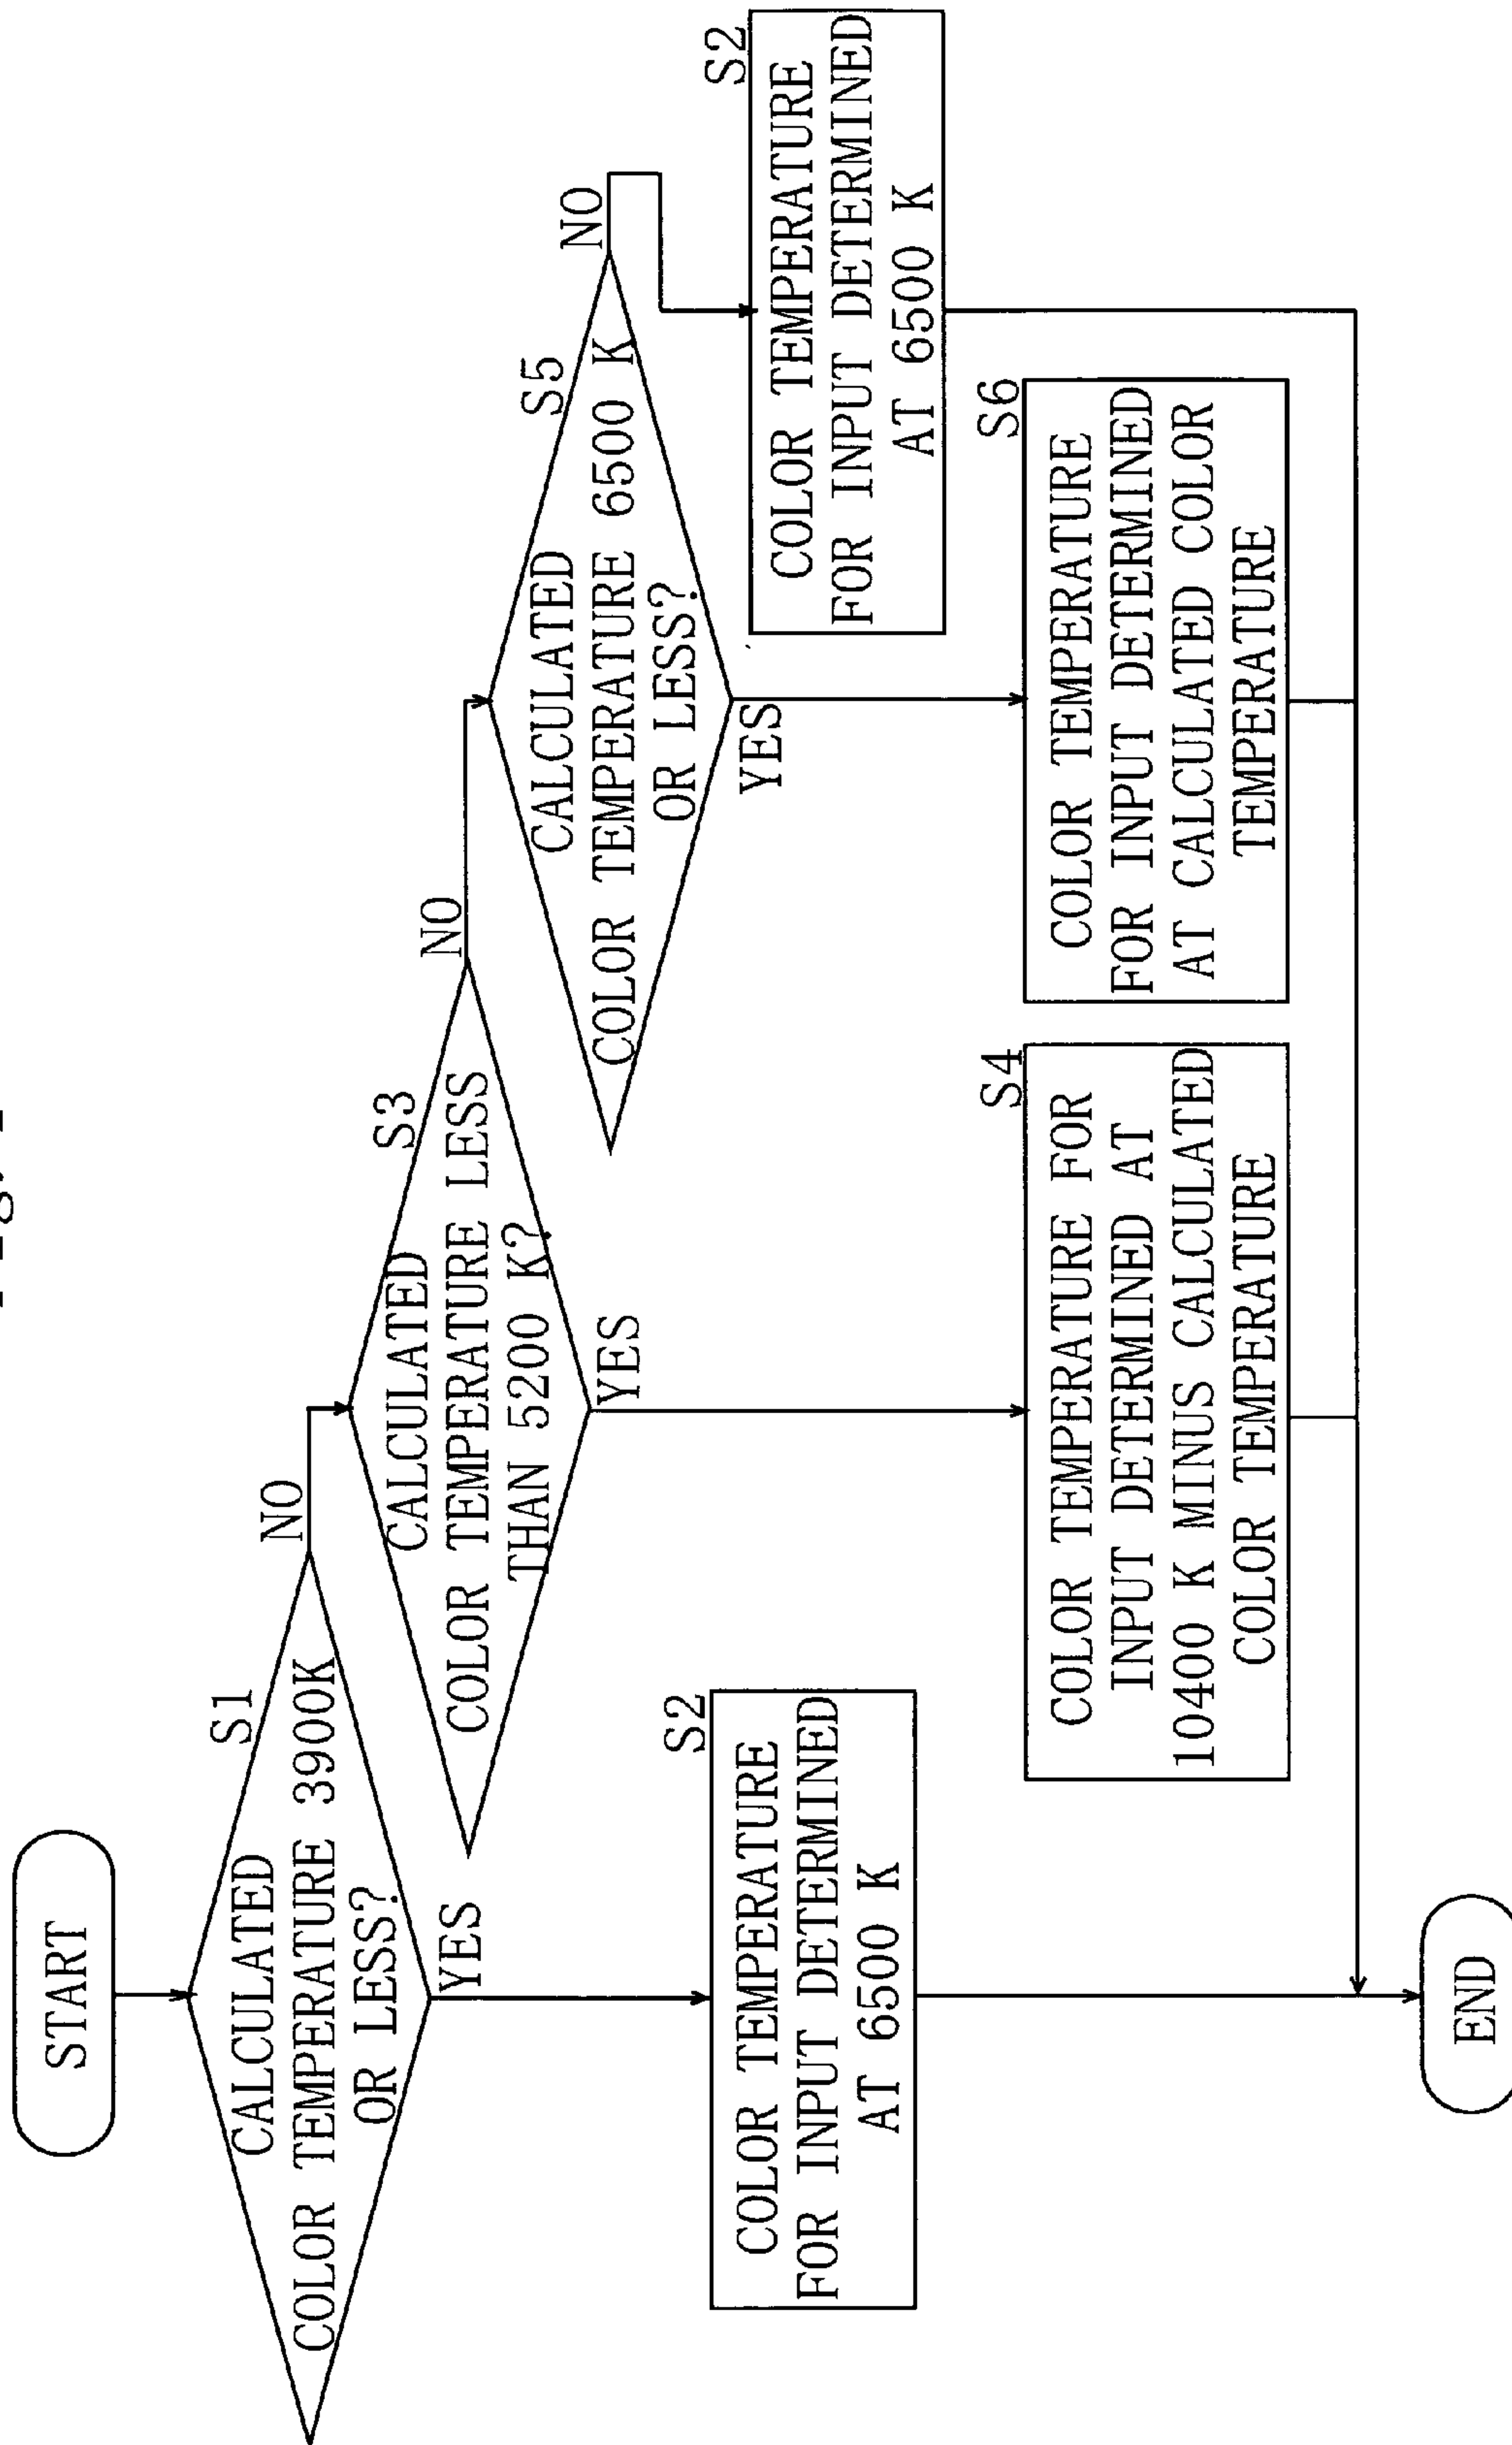 START
S1
CALCULATED
COLOR TEMPERATURE 3900K
OR LESS?
NO
YES
S3
CALCULATED
COLOR TEMPERATURE LESS
THAN 5200 K?
NO
YES
S5
CALCULATED
COLOR TEMPERATURE 6500 K
OR LESS?
NO
YES
S2
COLOR TEMPERATURE
FOR INPUT DETERMINED
AT 6500 K
S4
COLOR TEMPERATURE FOR
INPUT DETERMINED AT
10400 K MINUS CALCULATED
COLOR TEMPERATURE
S6
COLOR TEMPERATURE
FOR INPUT DETERMINED
AT CALCULATED COLOR
TEMPERATURE
S2
COLOR TEMPERATURE
FOR INPUT DETERMINED
AT 6500 K
END